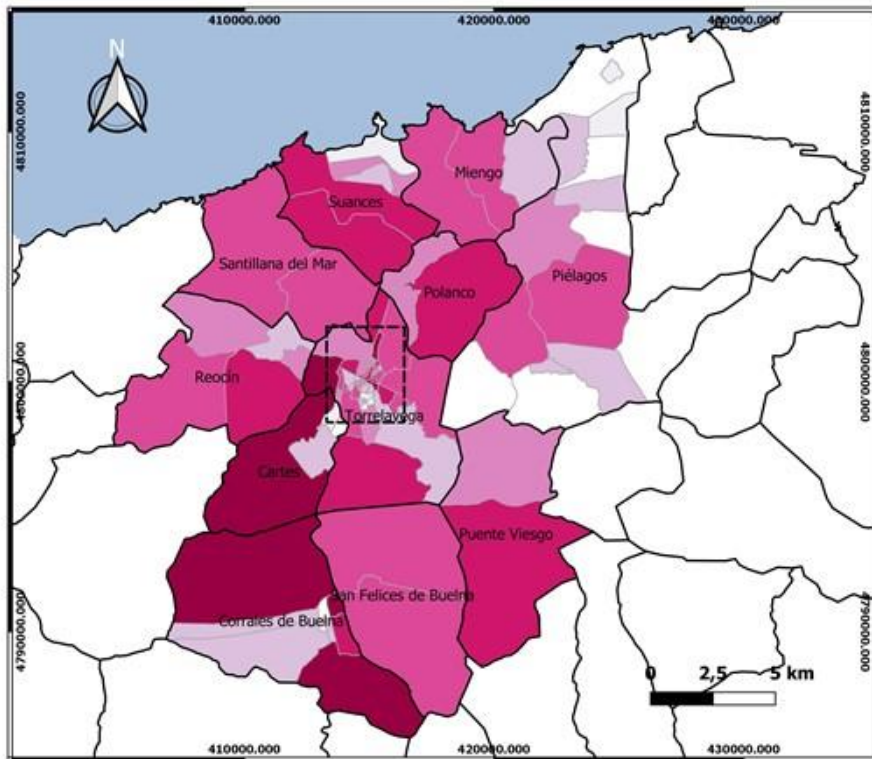 410000.000 420000.000 430000.000
N
4810000.000 4810000.000
Miengo
Suances
Santillana del Mar
Piélagos
Polanco
4800000.000 4800000.000
Reocín
Torrelavega
Cartes
Puente Viesgo
San Felices de Buelna
Corrales de Buelna
4790000.000 4790000.000
0 2,5 5 km
410000.000 420000.000 430000.000